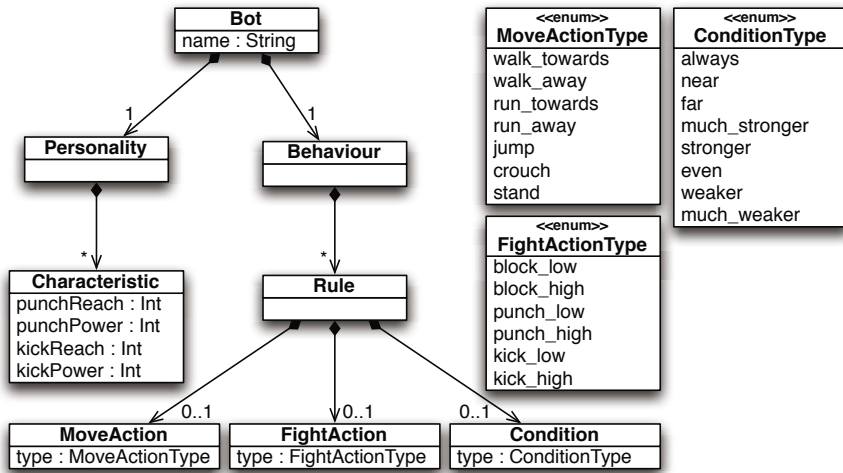 Bot
name : String
1
1
Personality
Behaviour
*
*
Characteristic
punchReach : Int
punchPower : Int
kickReach : Int
kickPower : Int
Rule
0..1
0..1
0..1
MoveAction
type : MoveActionType
FightAction
type : FightActionType
Condition
type : ConditionType
<<enum>>
MoveActionType
walk_towards
walk_away
run_towards
run_away
jump
crouch
stand
<<enum>>
FightActionType
block_low
block_high
punch_low
punch_high
kick_low
kick_high
<<enum>>
ConditionType
always
near
far
much_stronger
stronger
even
weaker
much_weaker